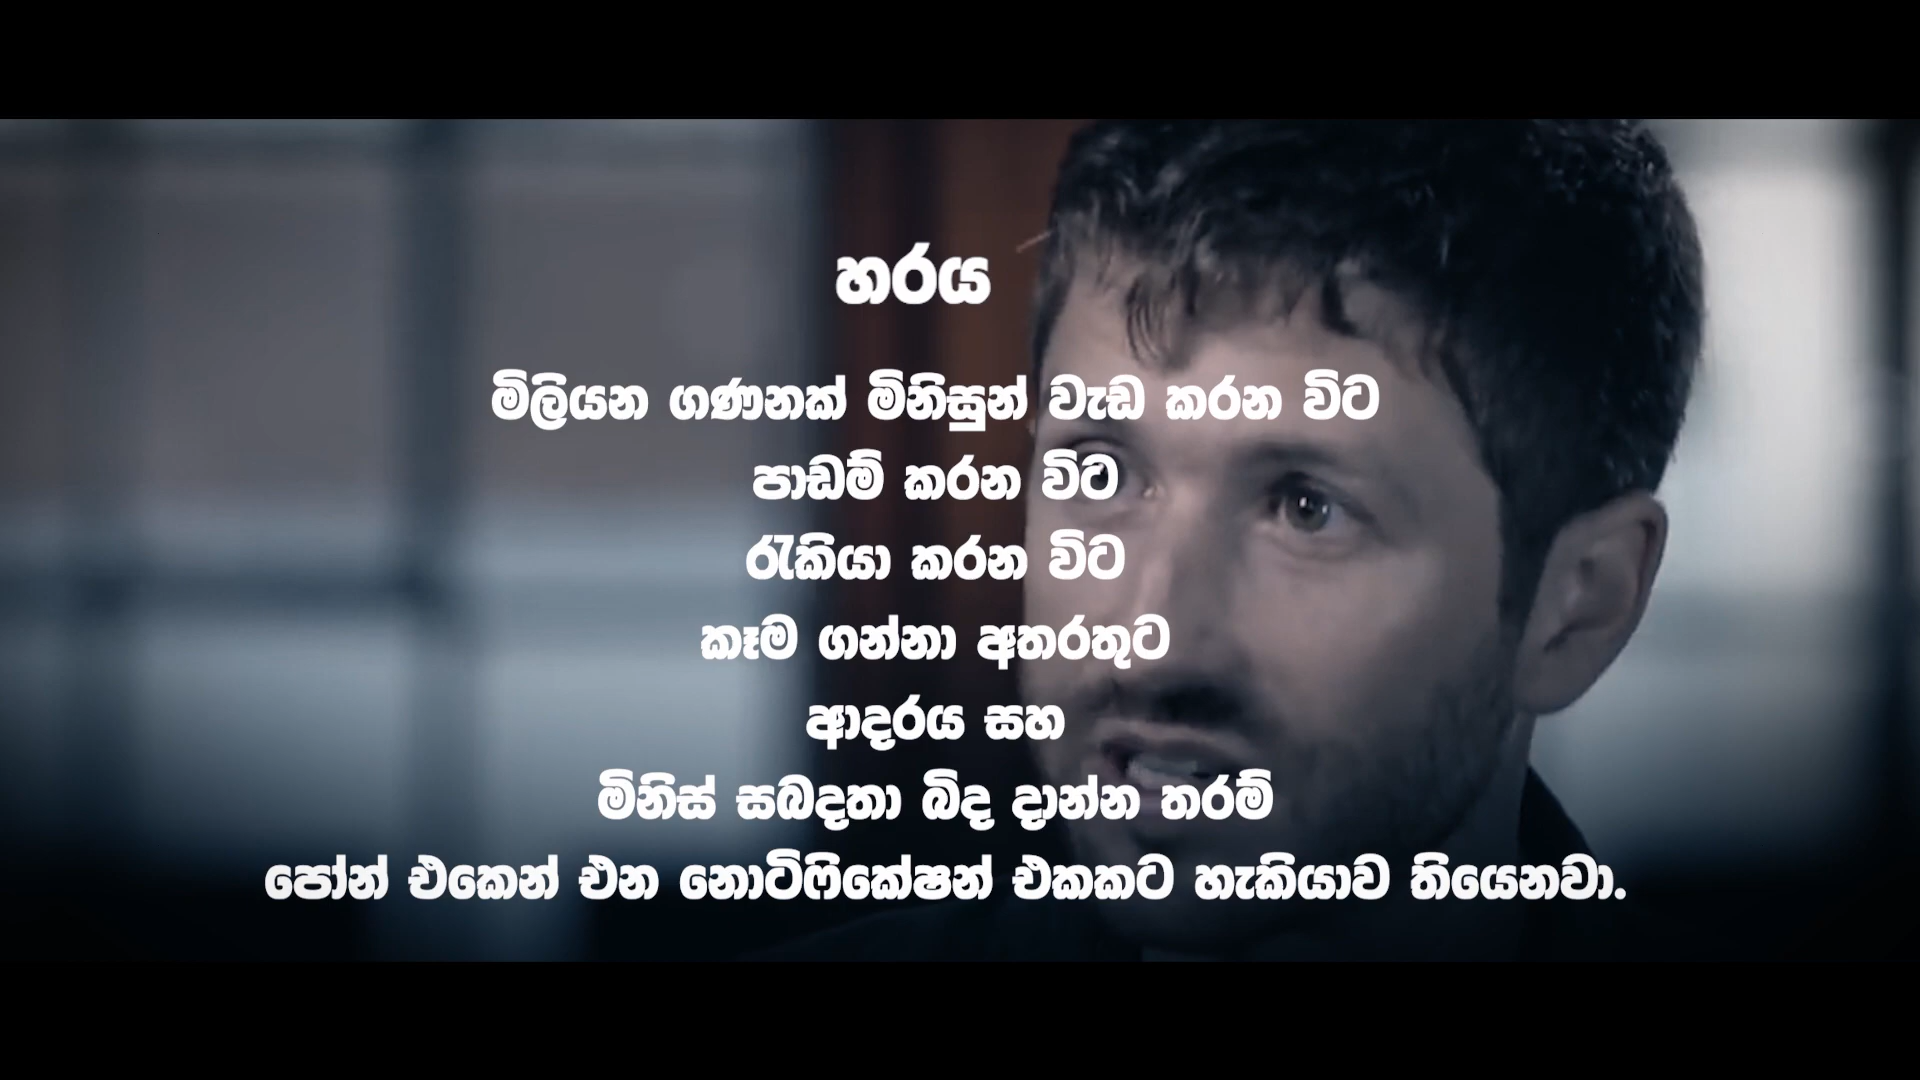 හරය
මිලියන ගණනක් මිනිසුන් වැඩ කරන විට
පාඩම් කරන විට
රැකියා කරන විට
කෑම ගන්නා අතරතුට
ආදරය සහ
මිනිස් සබදතා බිද දාන්න තරම්
පෝන් එකෙන් එන නොටිෆිකේෂන් එකකට හැකියාව තියෙනවා.